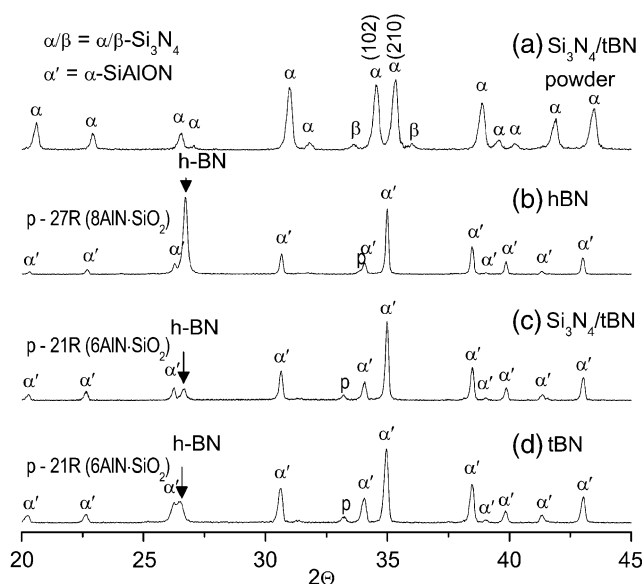 α/β = α/β-Si₃N₄
α′ = α-SiAlON
(102)
(210)
(a) Si₃N₄/tBN
powder
α α α α α α β α α β α α α α α
h-BN
(b) hBN
p - 27R (8AlN·SiO₂)
α′ α′ α′ α′ p α′ α′ α′ α′ α′ α′ α′
h-BN
(c) Si₃N₄/tBN
p - 21R (6AlN·SiO₂)
α′ α′ α′ α′ p α′ α′ α′ α′ α′ α′ α′
h-BN
(d) tBN
p - 21R (6AlN·SiO₂)
α′ α′ α′ α′ p α′ α′ α′ α′ α′ α′ α′
20 25 30 35 40 45
2Θ